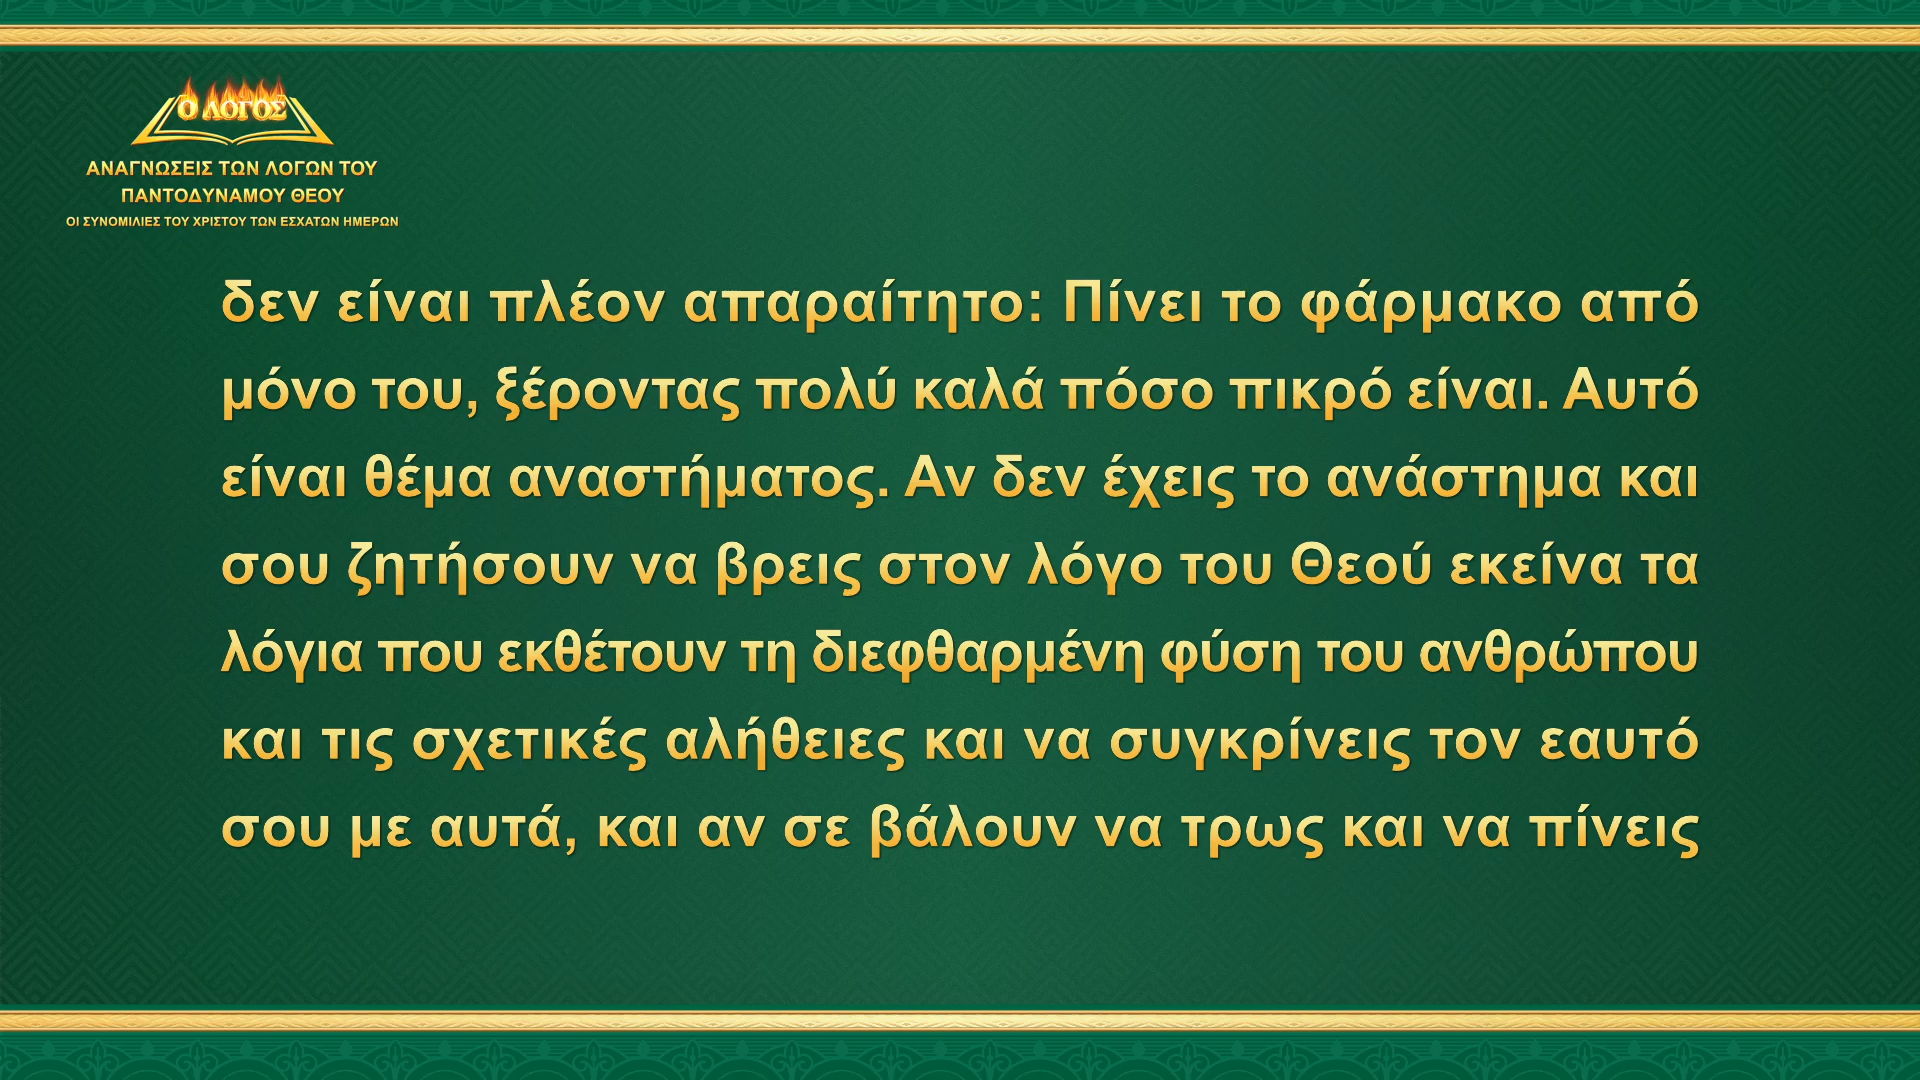 Ο ΛΟΓΟΣ
ΑΝΑΓΝΩΣΕΙΣ ΤΩΝ ΛΟΓΩΝ ΤΟΥ
ΠΑΝΤΟΔΥΝΑΜΟΥ ΘΕΟΥ
ΟΙ ΣΥΝΟΜΙΛΙΕΣ ΤΟΥ ΧΡΙΣΤΟΥ ΤΩΝ ΕΣΧΑΤΩΝ ΗΜΕΡΩΝ
δεν είναι πλέον απαραίτητο: Πίνει το φάρμακο από
μόνο του, ξέροντας πολύ καλά πόσο πικρό είναι. Αυτό
είναι θέμα αναστήματος. Αν δεν έχεις το ανάστημα και
σου ζητήσουν να βρεις στον λόγο του Θεού εκείνα τα
λόγια που εκθέτουν τη διεφθαρμένη φύση του ανθρώπου
και τις σχετικές αλήθειες και να συγκρίνεις τον εαυτό
σου με αυτά, και αν σε βάλουν να τρως και να πίνεις